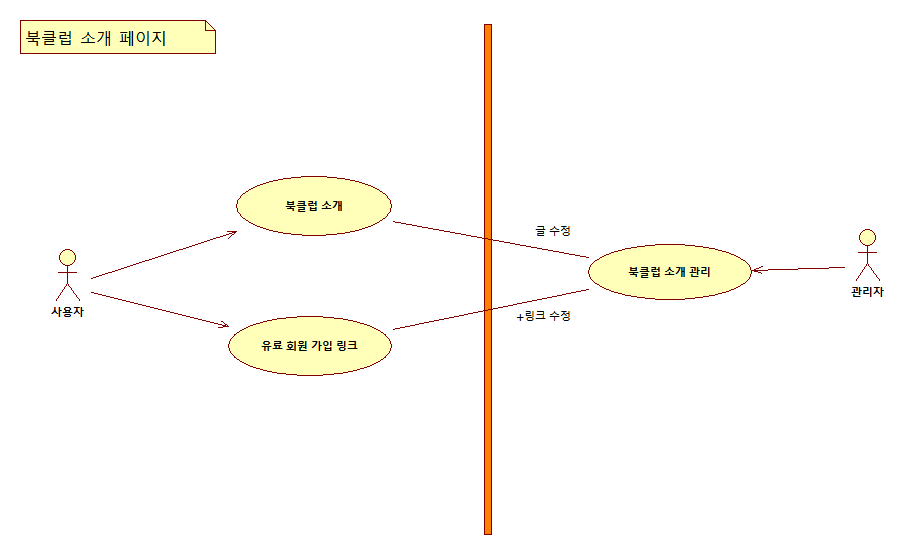 북클럽 소개 페이지
북클럽 소개
글 수정
북클럽 소개 관리
관리자
사용자
+링크 수정
유료 회원 가입 링크